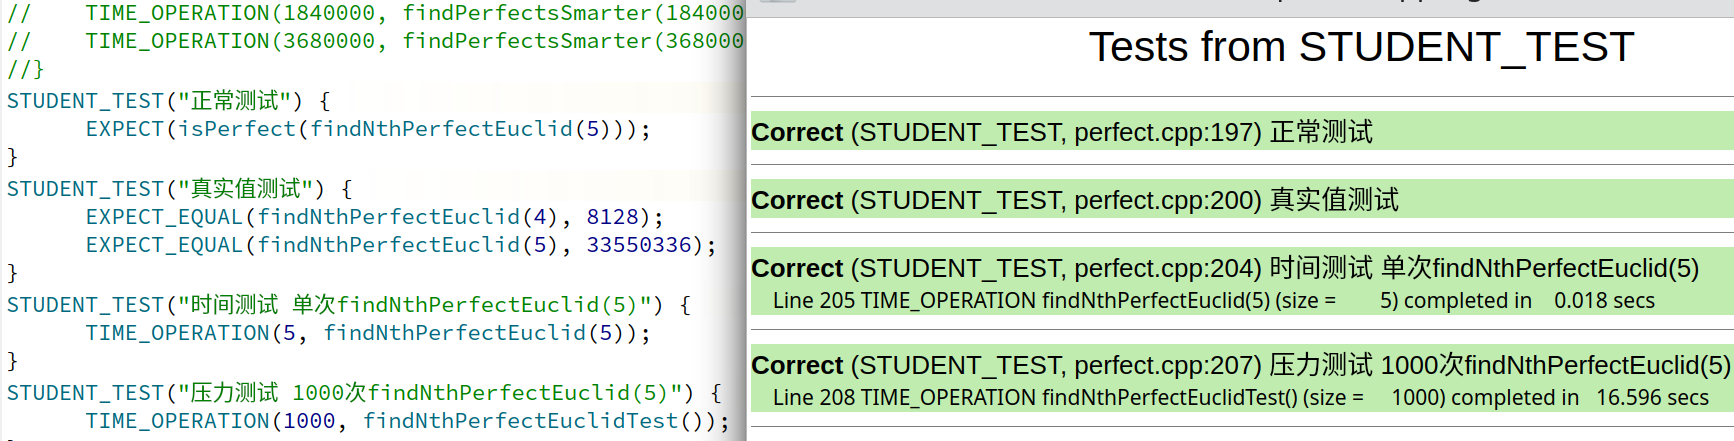 //    TIME_OPERATION(1840000, findPerfectsSmarter(184000
//    TIME_OPERATION(3680000, findPerfectsSmarter(368000
//}
STUDENT_TEST("正常测试") {
EXPECT(isPerfect(findNthPerfectEuclid(5)));
}
STUDENT_TEST("真实值测试") {
EXPECT_EQUAL(findNthPerfectEuclid(4), 8128);
EXPECT_EQUAL(findNthPerfectEuclid(5), 33550336);
}
STUDENT_TEST("时间测试 单次findNthPerfectEuclid(5)") {
TIME_OPERATION(5, findNthPerfectEuclid(5));
}
STUDENT_TEST("压力测试 1000次findNthPerfectEuclid(5)") {
TIME_OPERATION(1000, findNthPerfectEuclidTest());
Tests from STUDENT_TEST
Correct (STUDENT_TEST, perfect.cpp:197) 正常测试
Correct (STUDENT_TEST, perfect.cpp:200) 真实值测试
Correct (STUDENT_TEST, perfect.cpp:204) 时间测试 单次findNthPerfectEuclid(5)
Line 205 TIME_OPERATION findNthPerfectEuclid(5) (size = 5) completed in 0.018 secs
Correct (STUDENT_TEST, perfect.cpp:207) 压力测试 1000次findNthPerfectEuclid(5)
Line 208 TIME_OPERATION findNthPerfectEuclidTest() (size = 1000) completed in 16.596 secs